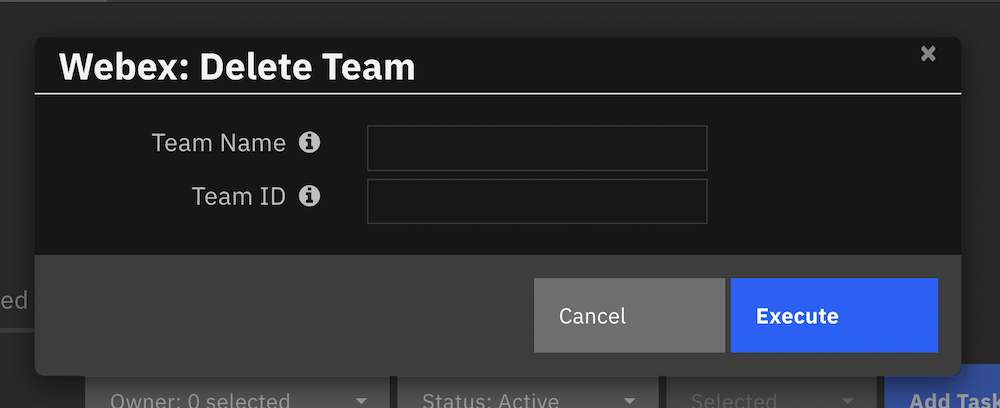 Webex: Delete Team
Team Name
Team ID
ed
Cancel
Execute
Owner: 0 selected
Status: Active
Selected
Add Task